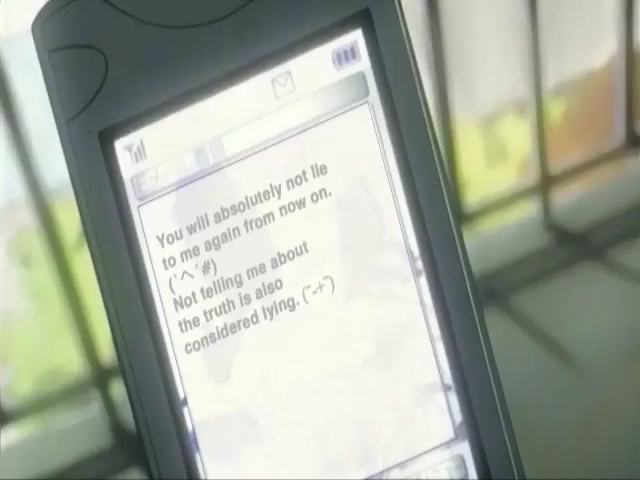 You will absolutely not lie
to me again from now on.
(`ヘ´#)
Not telling me about
the truth is also
considered lying. (¯-+¯)